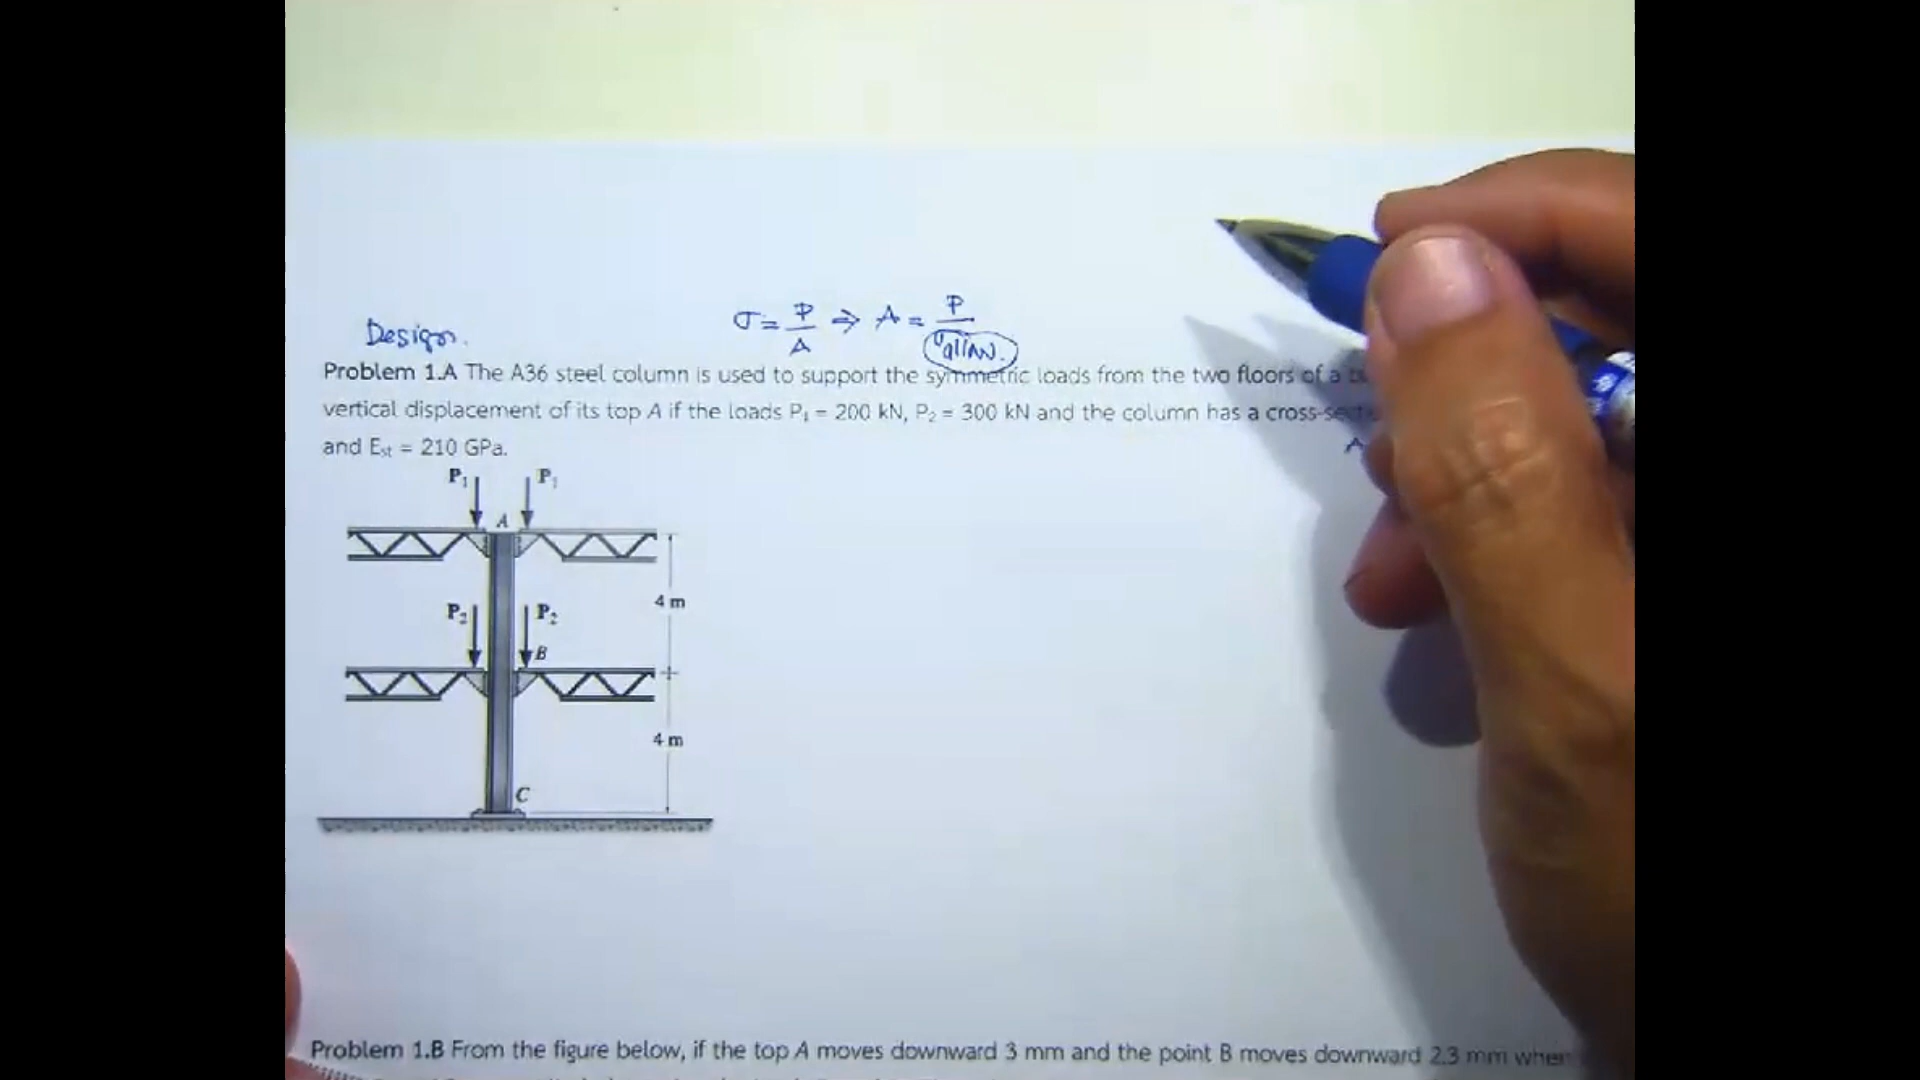 σ = P/A ⇒ A = P/σallow.
Design.
Problem 1.A The A36 steel column is used to support the symmetric loads from the two floors of a
vertical displacement of its top A if the loads P₁ = 200 kN, P₂ = 300 kN and the column has a
and Est = 210 GPa.
A
P₁ P₁
A
4 m
P₂ P₂
B
4 m
C
Problem 1.B From the figure below, if the top A moves downward 3 mm and the point B moves downward 2.3 mm when